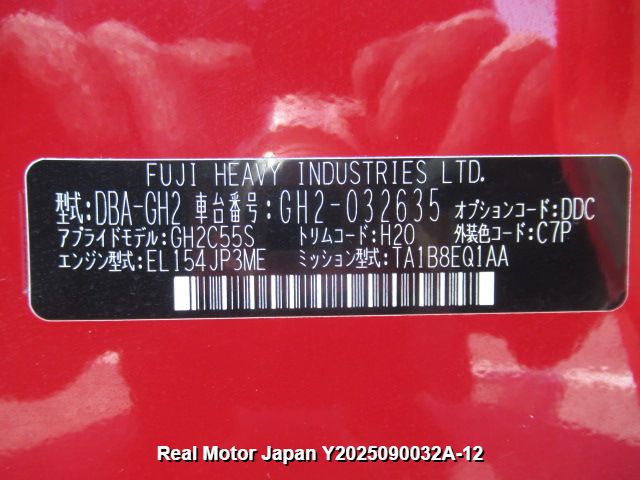 FUJI HEAVY INDUSTRIES LTD.
型式:DBA-GH2 車台番号:GH2-032635 オプションコード:DDC
アプライドモデル:GH2C55S トリムコード:H20 外装色コード:C7P
エンジン型式:EL154JP3ME ミッション型式:TA1B8EQ1AA
Real Motor Japan Y2025090032A-12